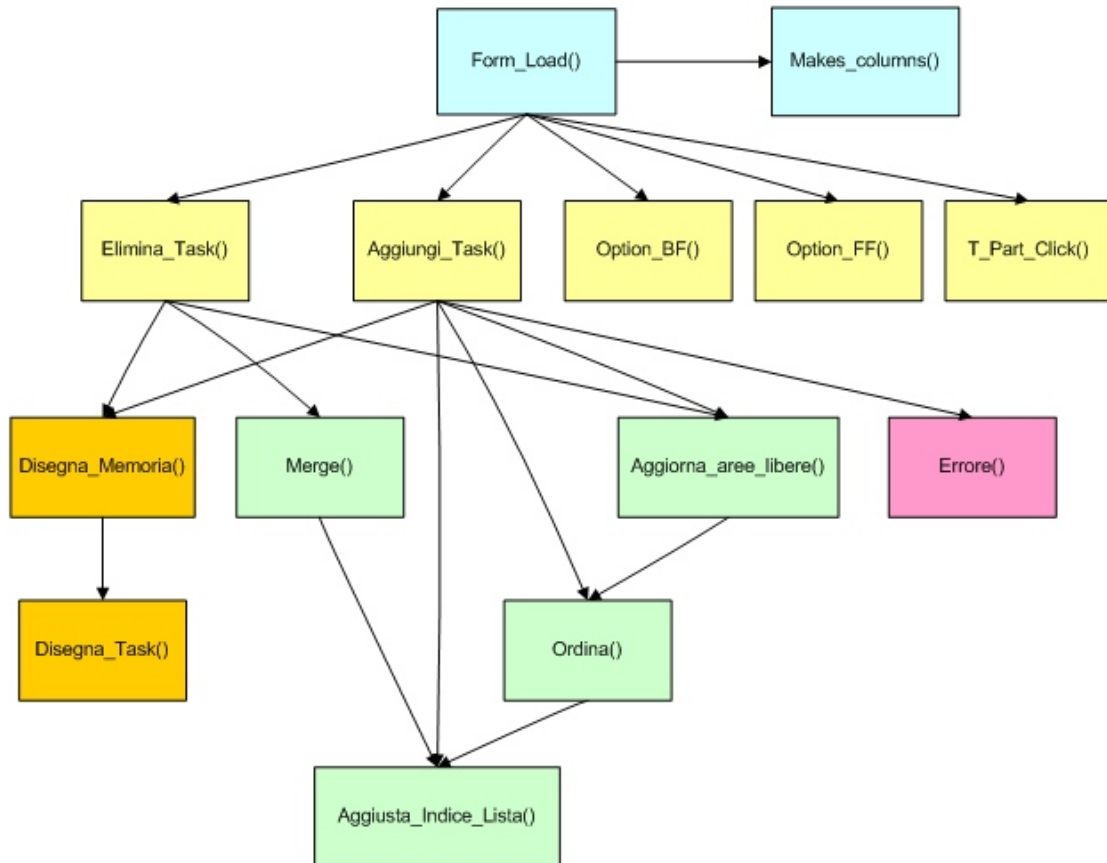 Form_Load()
Makes_columns()
Elimina_Task()
Aggiungi_Task()
Option_BF()
Option_FF()
T_Part_Click()
Disegna_Memoria()
Merge()
Aggiorna_aree_libere()
Errore()
Disegna_Task()
Ordina()
Aggiusta_Indice_Lista()